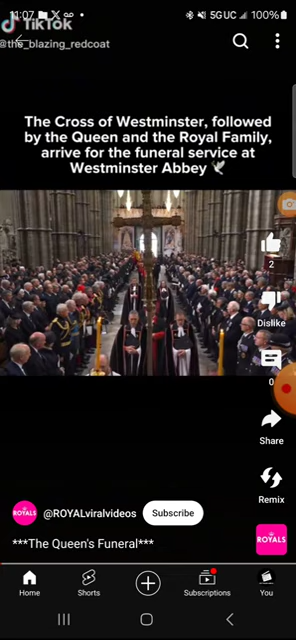 11:07
5GUC
100%
TikTok
@the_blazing_redcoat
The Cross of Westminster, followed
by the Queen and the Royal Family,
arrive for the funeral service at
Westminster Abbey
2
Dislike
0
Share
Remix
ROYALS
@ROYALviralvideos
Subscribe
ROYALS
***The Queen's Funeral***
Home
Shorts
Subscriptions
You